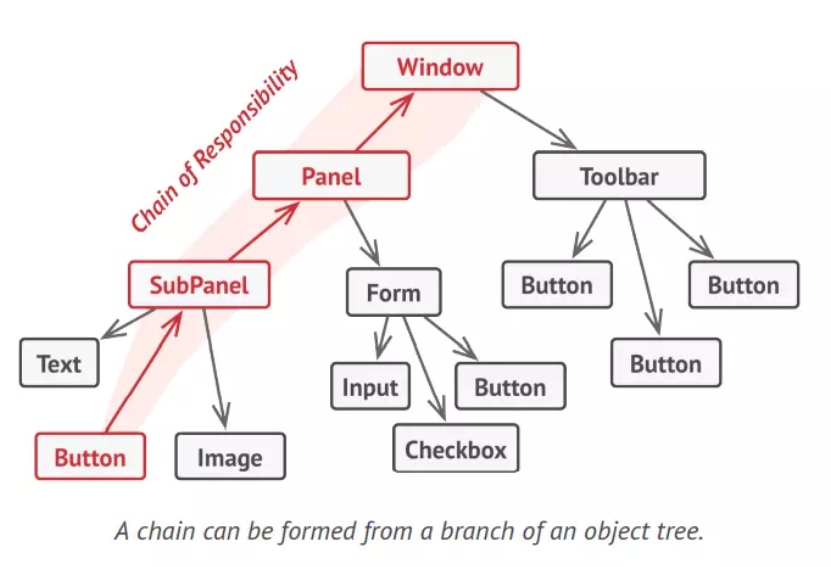 Chain of Responsibility
Window
Panel
Toolbar
SubPanel
Form
Button
Button
Text
Input
Button
Button
Button
Image
Checkbox
A chain can be formed from a branch of an object tree.